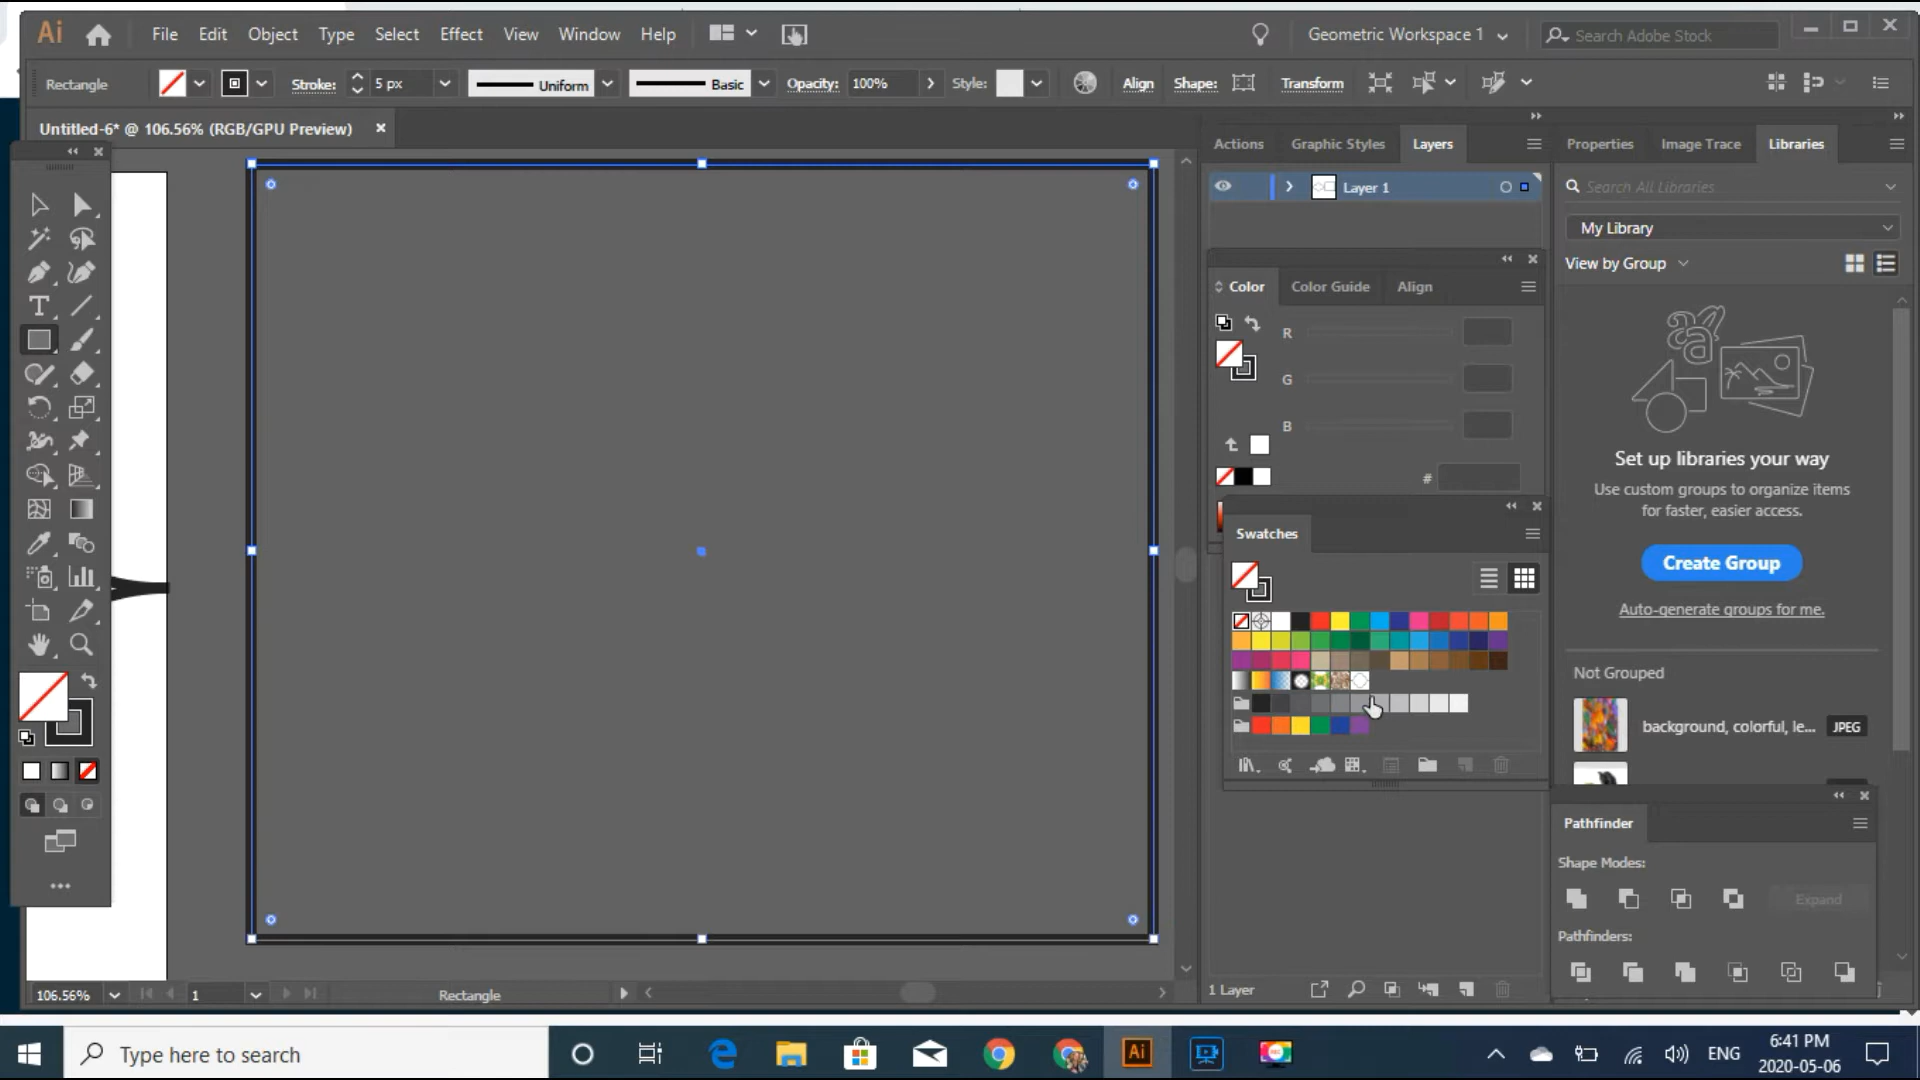 Ai File Edit Object Type Select Effect View Window Help Geometric Workspace 1 Search Adobe Stock
Rectangle Stroke: 5 px Uniform Basic Opacity: 100% Style: Align Shape: Transform
Untitled-6* @ 106.56% (RGB/GPU Preview)
Actions Graphic Styles Layers
Layer 1
Color Color Guide Align
R
G
B
#
Swatches
Properties Image Trace Libraries
Search All Libraries
My Library
View by Group
Set up libraries your way
Use custom groups to organize items
for faster, easier access.
Create Group
Auto-generate groups for me.
Not Grouped
background, colorful, le... JPEG
Pathfinder
Shape Modes:
Expand
Pathfinders:
106.56% 1 Rectangle
1 Layer
Type here to search
Ai
ENG
6:41 PM
2020-05-06